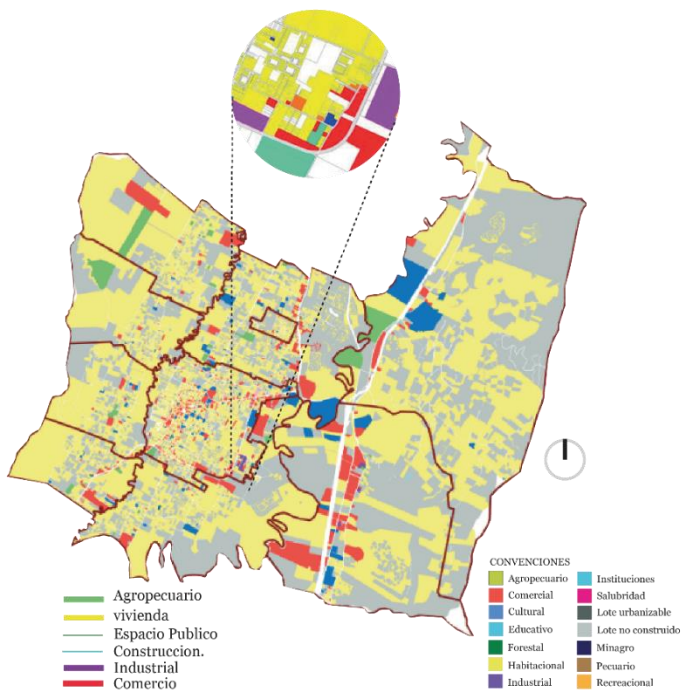 Agropecuario
vivienda
Espacio Publico
Construccion.
Industrial
Comercio
CONVENCIONES
Agropecuario
Comercial
Cultural
Educativo
Forestal
Habitacional
Industrial
Instituciones
Salubridad
Lote urbanizable
Lote no construido
Minagro
Pecuario
Recreacional